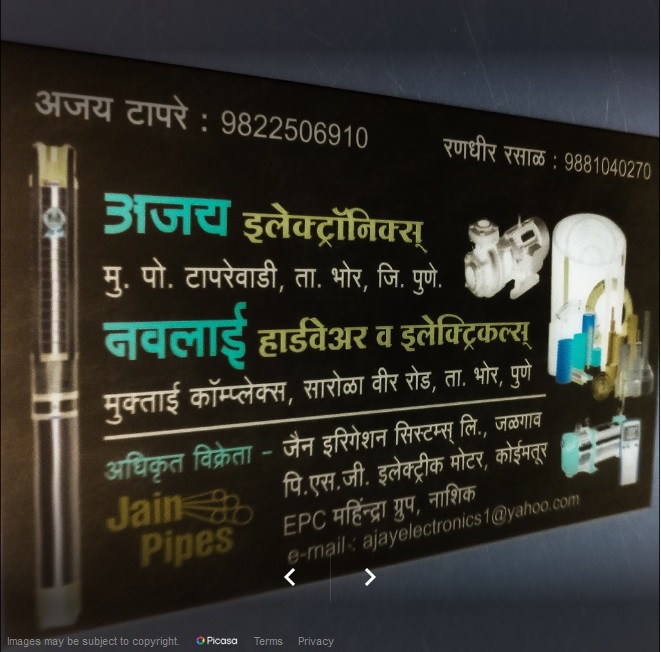 अजय टापरे : 9822506910
रणधीर रसाळ : 9881040270
अजय इलेक्ट्रॉनिक्स्
मु. पो. टापरेवाडी, ता. भोर, जि. पुणे.
नवलाई हार्डवेअर व इलेक्ट्रिकल्स्
मुक्ताई कॉम्प्लेक्स, सारोळा वीर रोड, ता. भोर, पुणे
अधिकृत विक्रेता - जैन इरिगेशन सिस्टम्स् लि., जळगाव
पि.एस.जी. इलेक्ट्रीक मोटर, कोईमतूर
EPC महिंन्द्रा ग्रुप, नाशिक
e-mail : ajayelectronics1@yahoo.com
Jain
Pipes
Images may be subject to copyright. Picasa Terms Privacy